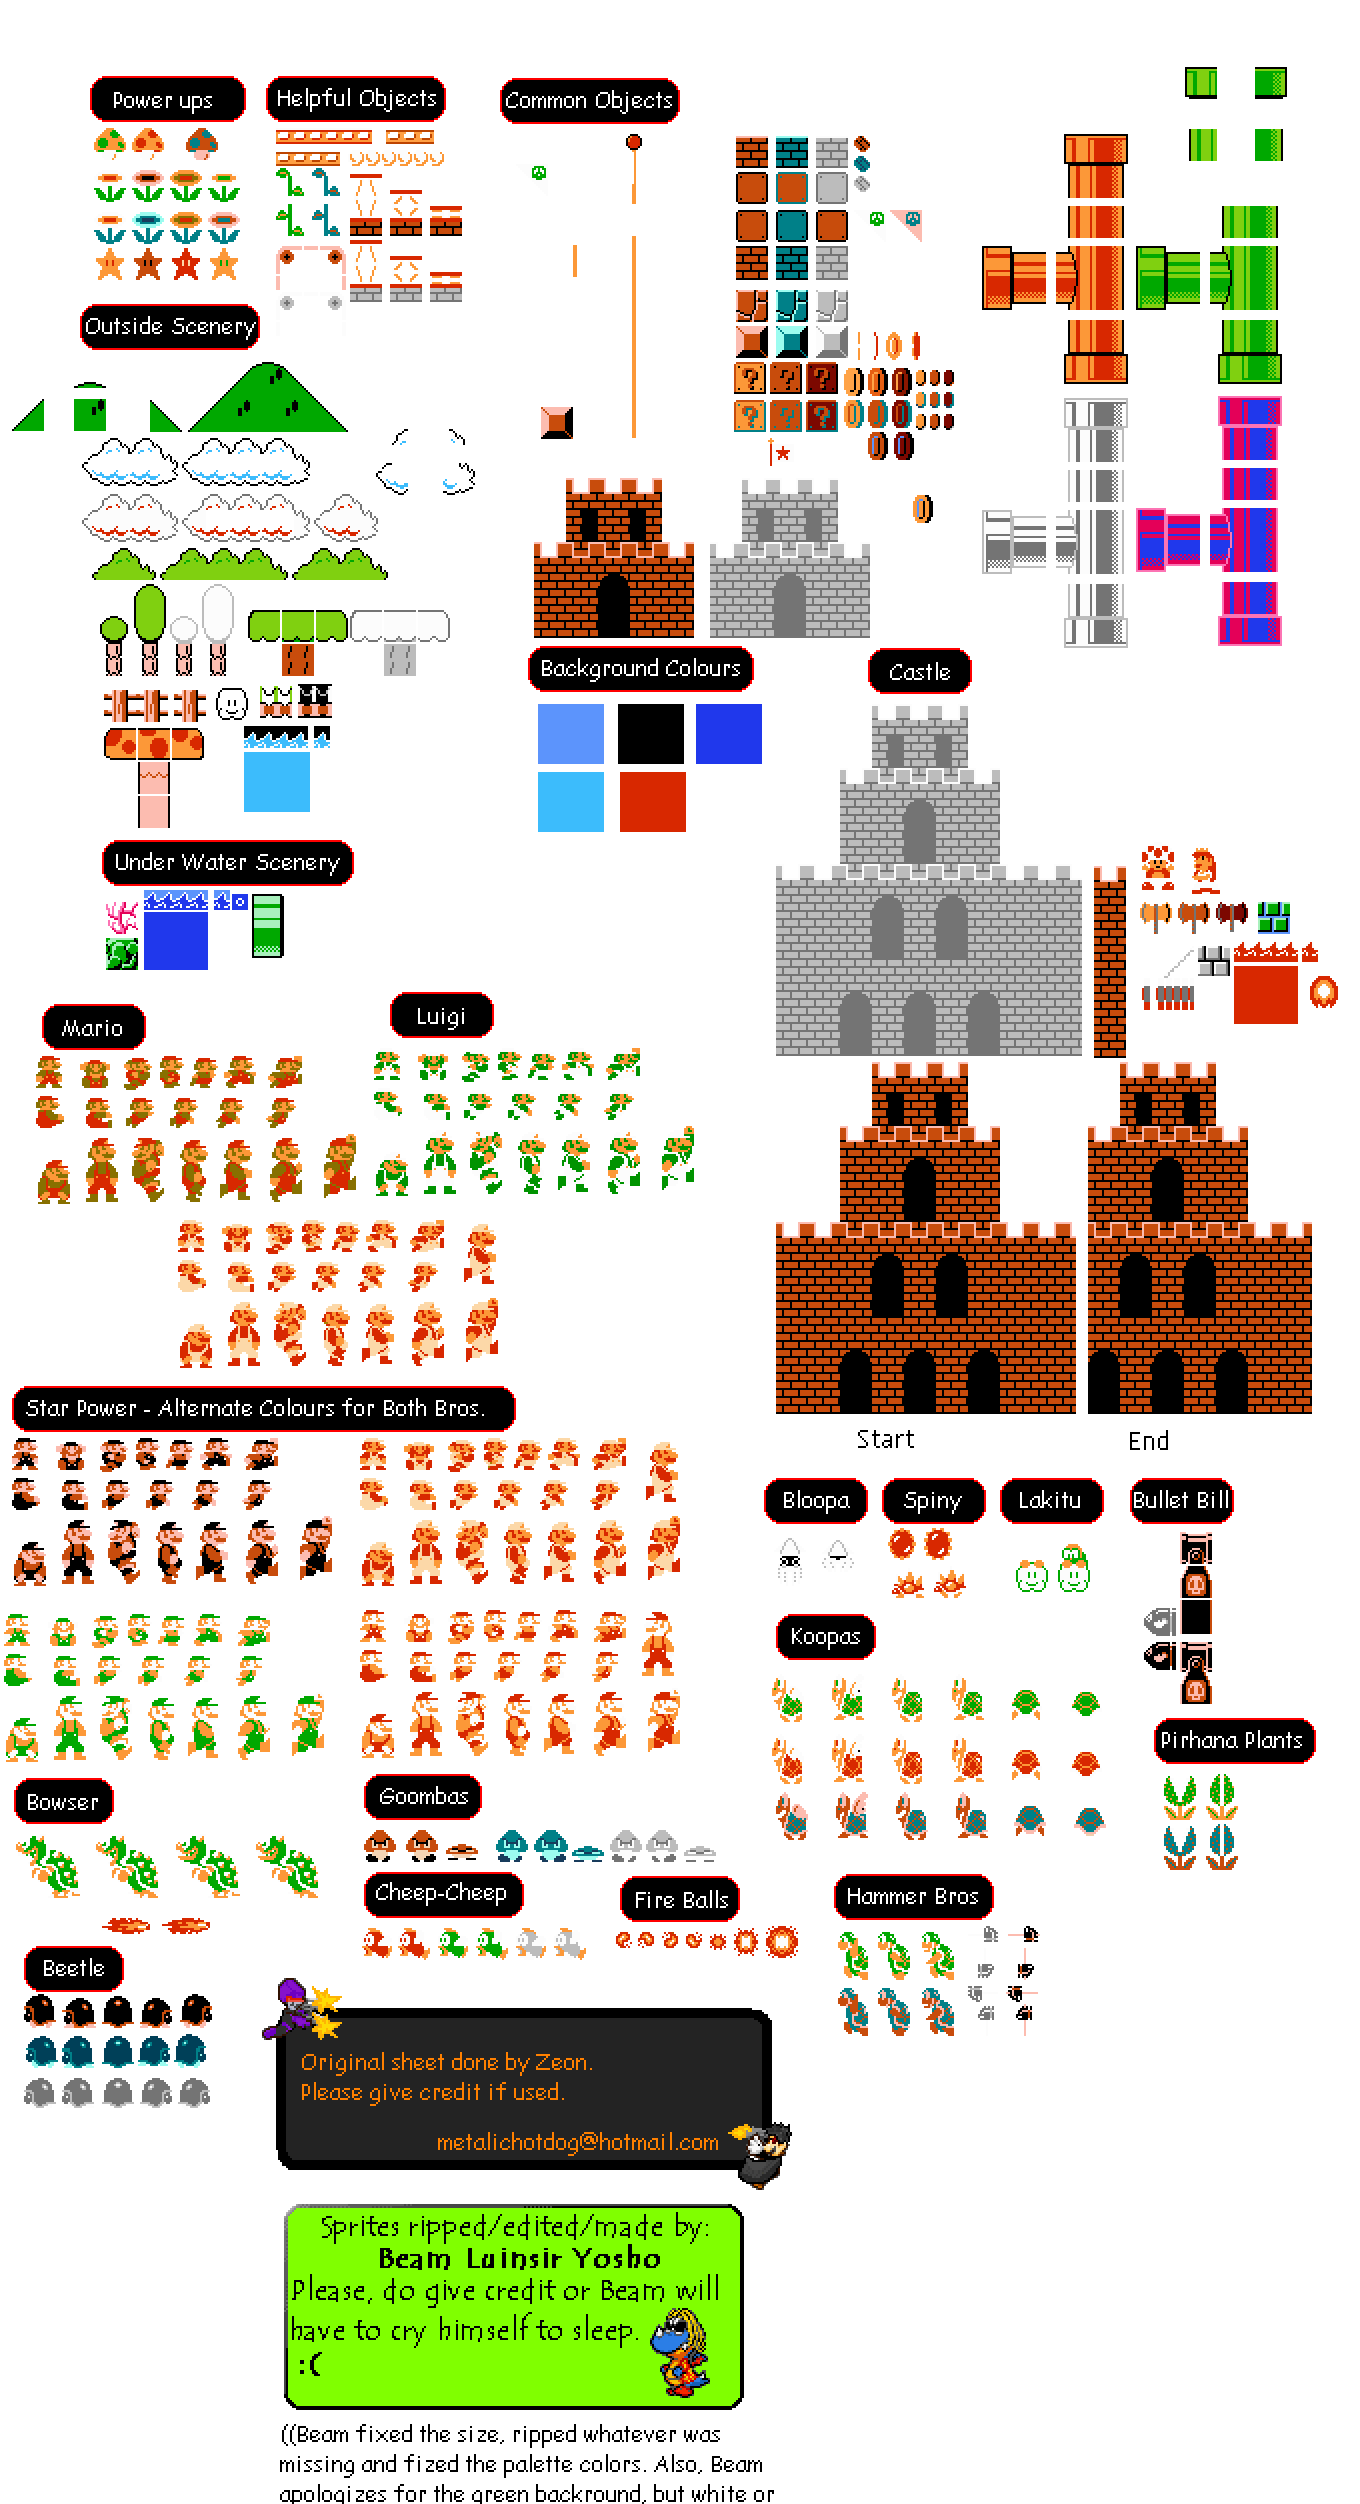 Power ups
Helpful Objects
Common Objects
Outside Scenery
Background Colours
Castle
Under Water Scenery
Mario
Luigi
Star Power - Alternate Colours for Both Bros.
Start
End
Bloopa
Spiny
Lakitu
Bullet Bill
Koopas
Pirhana Plants
Bowser
Goombas
Cheep-Cheep
Fire Balls
Hammer Bros
Beetle
Original sheet done by Zeon.
Please give credit if used.
metalichotdog@hotmail.com
Sprites ripped/edited/made by:
Beam Luinsir Yosho
Please, do give credit or Beam will
have to cry himself to sleep.
:(
((Beam fixed the size, ripped whatever was
missing and fized the palette colors. Also, Beam
apologizes for the green backround, but white or